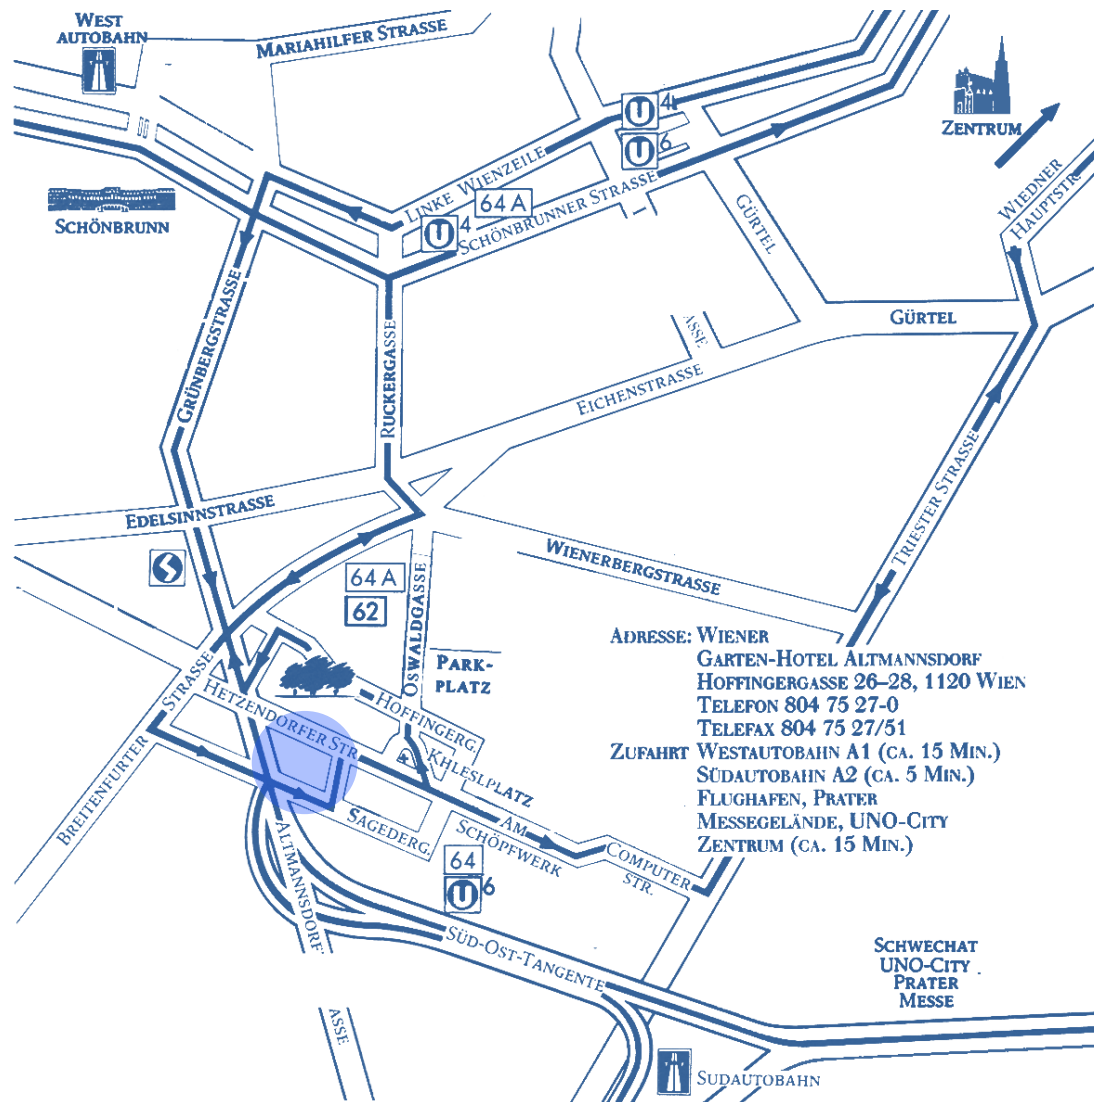 WEST
AUTOBAHN
MARIAHILFER STRASSE
ZENTRUM
SCHÖNBRUNN
LINKE WIENZEILE
4
6
64 A
4
SCHÖNBRUNNER STRASSE
GÜRTEL
WIEDNER
HAUPTSTR.
GRÜNBERGSTRASSE
RUCKERGASSE
ASSE
GÜRTEL
EICHENSTRASSE
EDELSINNSTRASSE
TRIESTER STRASSE
WIENERBERGSTRASSE
64 A
62
OSWALDGASSE
PARK-
PLATZ
BREITENFURTER STRASSE
HETZENDORFER STR.
HOFFINGERG.
KHLESLPLATZ
SAGEDERG.
AM
SCHÖPFWERK
COMPUTER
STR.
ALTMANNSDORF
ASSE
64
6
SÜD-OST-TANGENTE
ADRESSE: WIENER
GARTEN-HOTEL ALTMANNSDORF
HOFFINGERGASSE 26–28, 1120 WIEN
TELEFON 804 75 27-0
TELEFAX 804 75 27/51
ZUFAHRT WESTAUTOBAHN A1 (CA. 15 MIN.)
SÜDAUTOBAHN A2 (CA. 5 MIN.)
FLUGHAFEN, PRATER
MESSEGELÄNDE, UNO-CITY
ZENTRUM (CA. 15 MIN.)
SCHWECHAT
UNO-CITY
PRATER
MESSE
SUDAUTOBAHN